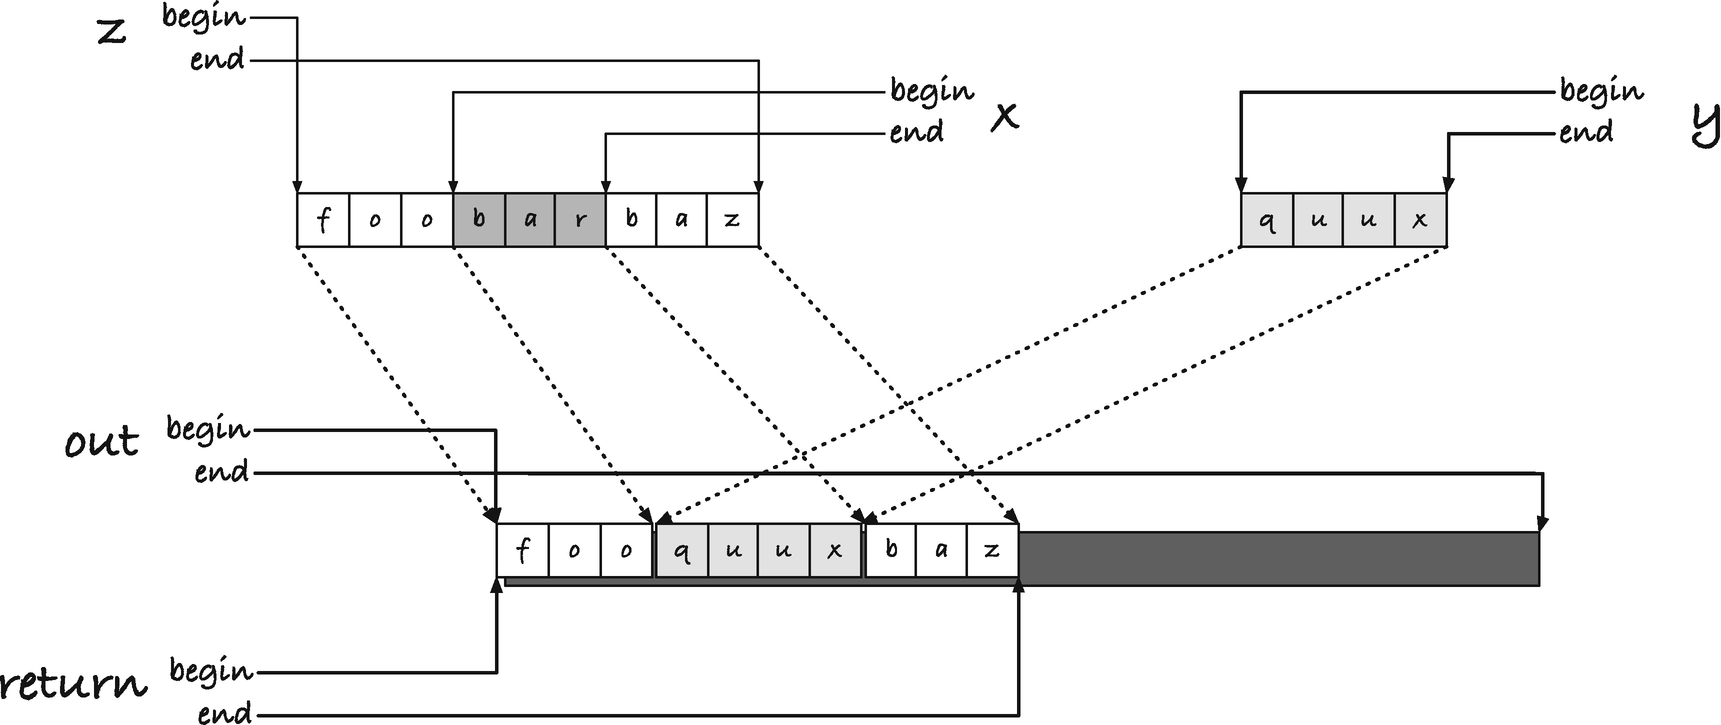 z begin
end
begin
end x
begin
end y
f o o b a r b a z
q u u x
out begin
end
f o o q u u x b a z
return begin
end